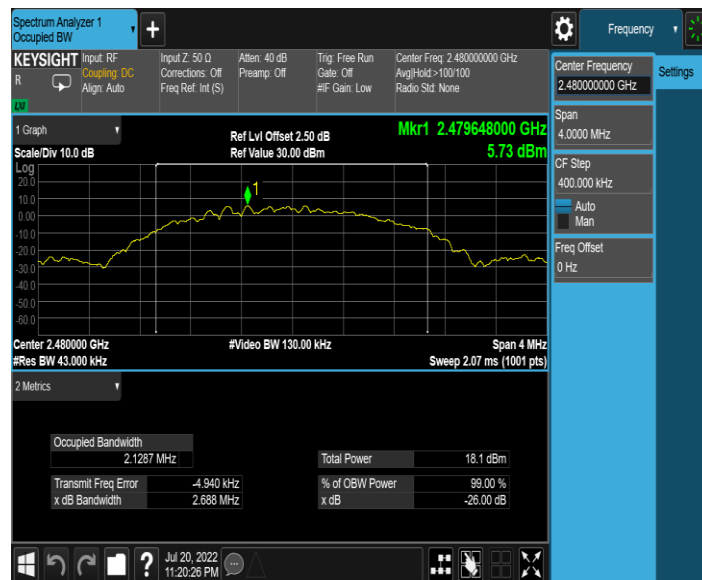 Spectrum Analyzer 1
Occupied BW
+
Frequency
KEYSIGHT
R
LXI
Input: RF
Coupling: DC
Align: Auto
Input Z: 50 Ω
Corrections: Off
Freq Ref: Int (S)
Atten: 40 dB
Preamp: Off
Trig: Free Run
Gate: Off
#IF Gain: Low
Center Freq: 2.480000000 GHz
Avg|Hold:>100/100
Radio Std: None
Center Frequency
2.480000000 GHz
Settings
Span
4.0000 MHz
CF Step
400.000 kHz
Auto
Man
Freq Offset
0 Hz
1 Graph
Scale/Div 10.0 dB
Ref Lvl Offset 2.50 dB
Ref Value 30.00 dBm
Mkr1 2.479648000 GHz
5.73 dBm
Log
20.0
10.0
0.00
-10.0
-20.0
-30.0
-40.0
-50.0
-60.0
1
Center 2.480000 GHz
#Video BW 130.00 kHz
Span 4 MHz
#Res BW 43.000 kHz
Sweep 2.07 ms (1001 pts)
2 Metrics
Occupied Bandwidth
2.1287 MHz
Total Power 18.1 dBm
Transmit Freq Error -4.940 kHz
% of OBW Power 99.00 %
x dB Bandwidth 2.688 MHz
x dB -26.00 dB
?
Jul 20, 2022
11:20:26 PM